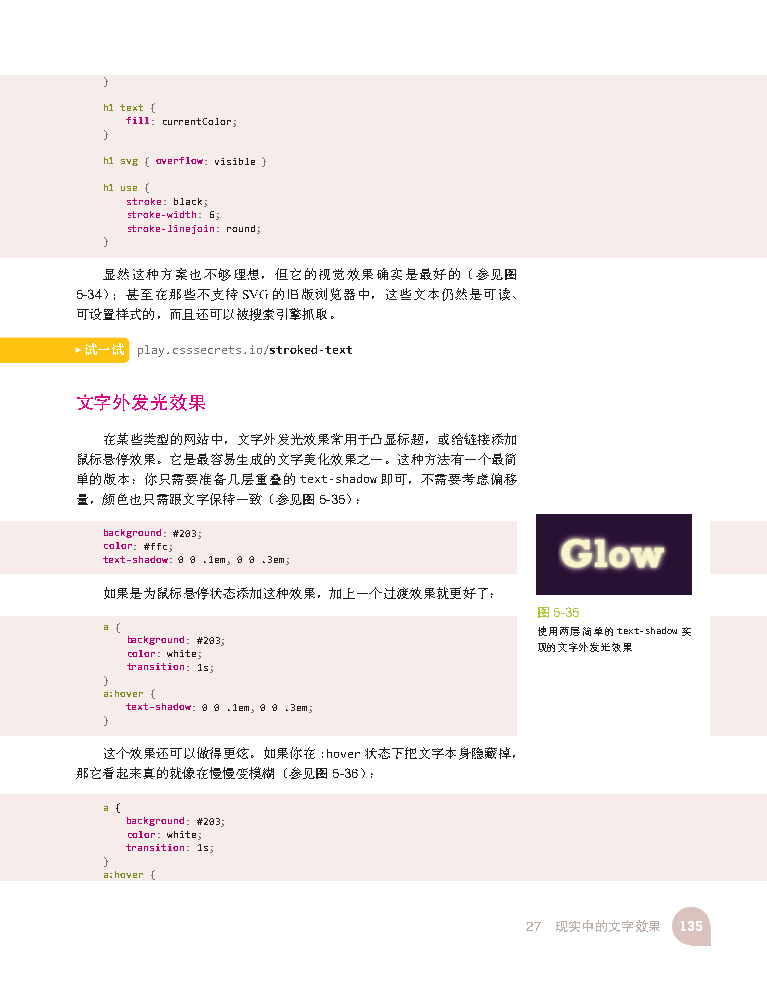 }
h1 text {
fill: currentColor;
}
h1 svg { overflow: visible }
h1 use {
stroke: black;
stroke-width: 6;
stroke-linejoin: round;
}
显然这种方案也不够理想，但它的视觉效果确实是最好的（参见图
5-34）；甚至在那些不支持 SVG 的旧版浏览器中，这些文本仍然是可读、
可设置样式的，而且还可以被搜索引擎抓取。
▶ 试一试 play.csssecrets.io/stroked-text
文字外发光效果
在某些类型的网站中，文字外发光效果常用于凸显标题，或给链接添加
鼠标悬停效果。它是最容易生成的文字美化效果之一。这种方法有一个最简
单的版本：你只需要准备几层重叠的 text-shadow 即可，不需要考虑偏移
量，颜色也只需跟文字保持一致（参见图 5-35）：
background: #203;
color: #ffc;
text-shadow: 0 0 .1em, 0 0 .3em;
Glow
图 5-35
使用两层简单的 text-shadow 实
现的文字外发光效果
如果是为鼠标悬停状态添加这种效果，加上一个过渡效果就更好了：
a {
background: #203;
color: white;
transition: 1s;
}
a:hover {
text-shadow: 0 0 .1em, 0 0 .3em;
}
这个效果还可以做得更炫。如果你在 :hover 状态下把文字本身隐藏掉，
那它看起来真的就像在慢慢变模糊（参见图 5-36）：
a {
background: #203;
color: white;
transition: 1s;
}
a:hover {
27 现实中的文字效果 135